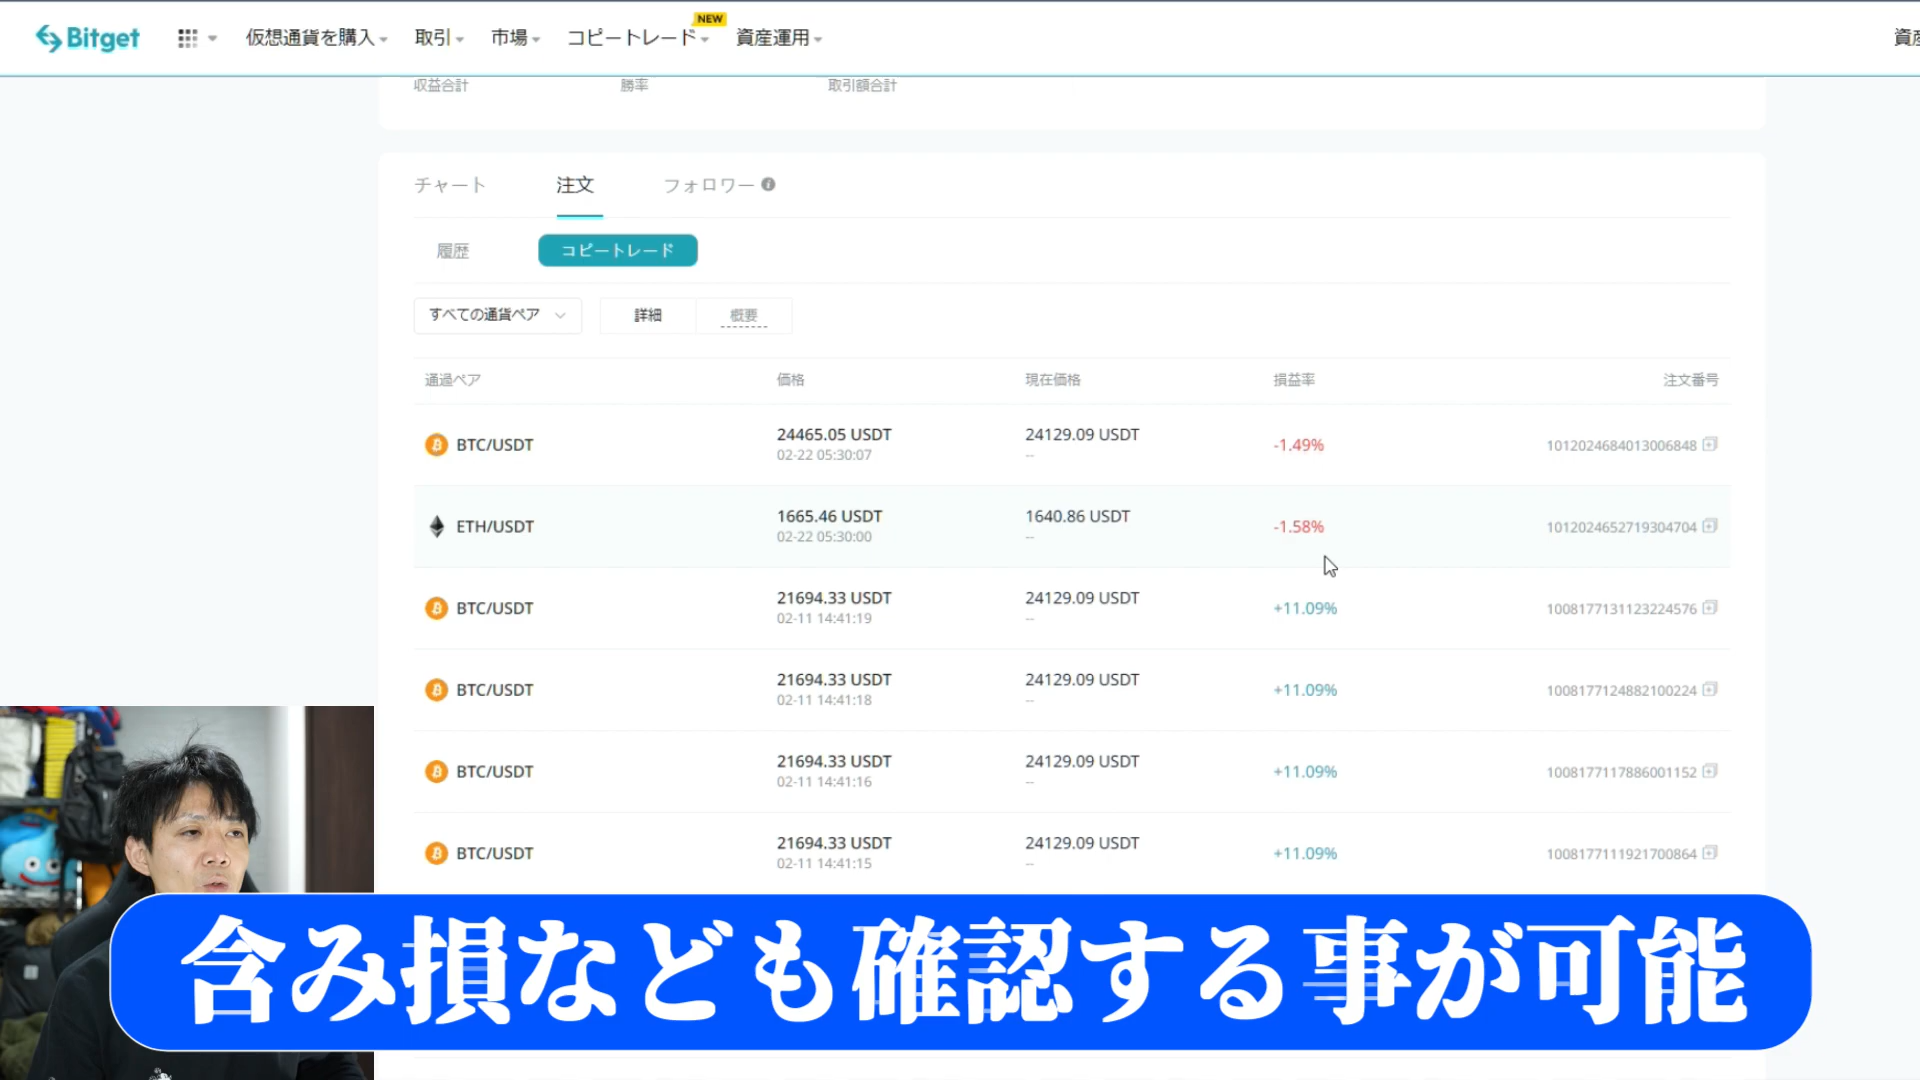 Bitget
仮想通貨を購入
取引
市場
コピートレード
NEW
資産運用
資産
収益合計
勝率
取引額合計
チャート
注文
フォロワー
履歴
コピートレード
すべての通貨ペア
詳細
概要
通過ペア 価格 現在価格 損益率 注文番号
BTC/USDT 24465.05 USDT 24129.09 USDT -1.49% 1012024684013006848
02-22 05:30:07 --
ETH/USDT 1665.46 USDT 1640.86 USDT -1.58% 1012024652719304704
02-22 05:30:00 --
BTC/USDT 21694.33 USDT 24129.09 USDT +11.09% 1008177131123224576
02-11 14:41:19 --
BTC/USDT 21694.33 USDT 24129.09 USDT +11.09% 1008177124882100224
02-11 14:41:18 --
BTC/USDT 21694.33 USDT 24129.09 USDT +11.09% 1008177117886001152
02-11 14:41:16 --
BTC/USDT 21694.33 USDT 24129.09 USDT +11.09% 1008177111921700864
02-11 14:41:15 --
含み損なども確認する事が可能